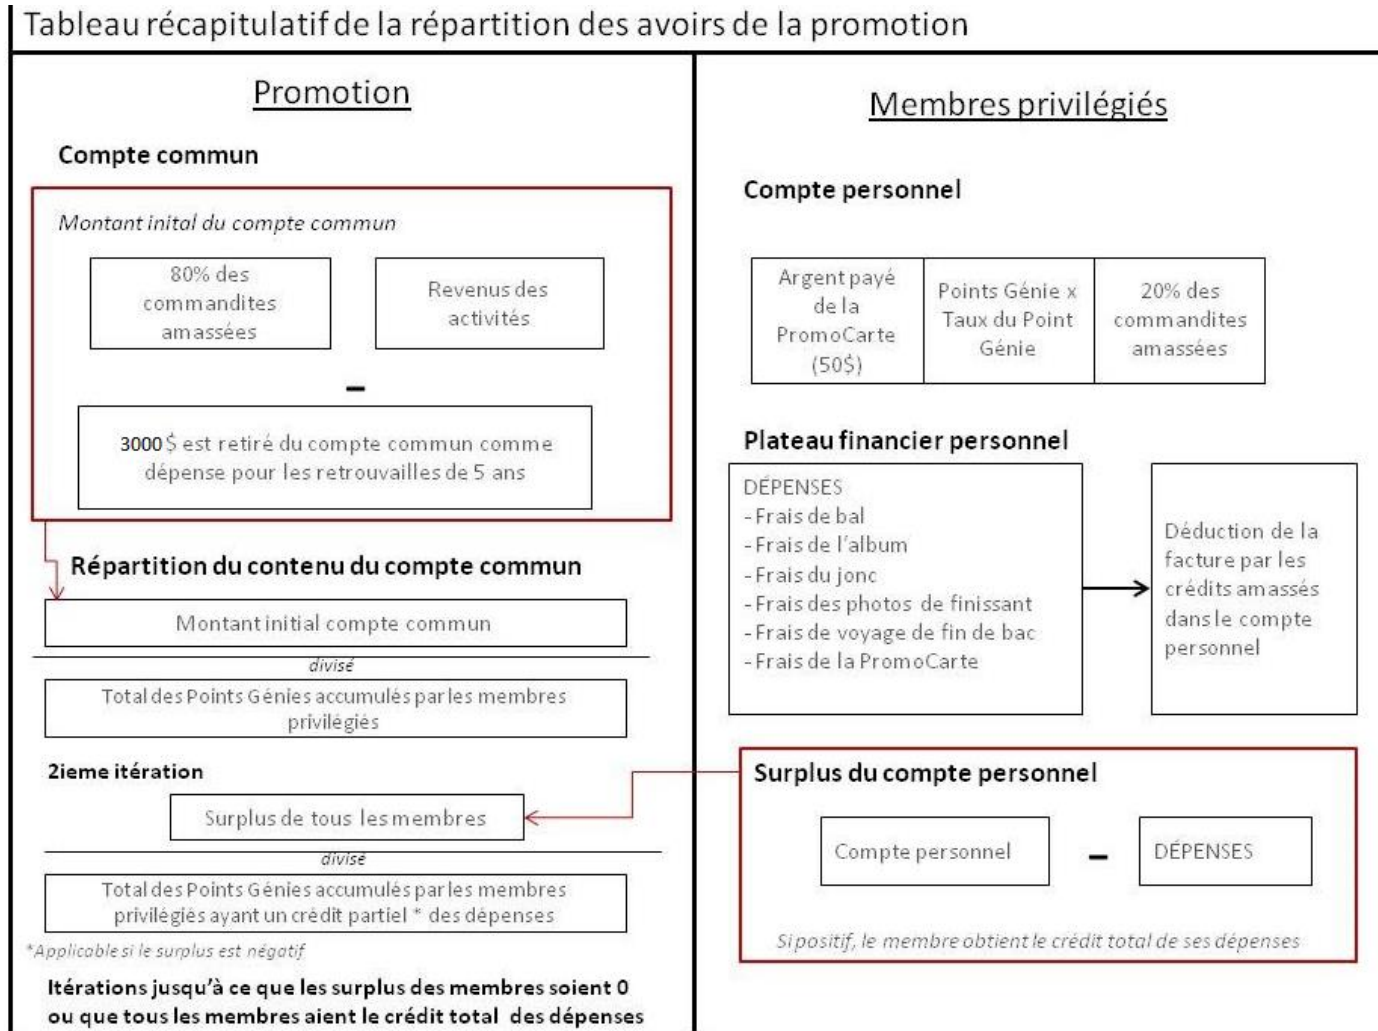 Tableau récapitulatif de la répartition des avoirs de la promotion
Promotion
Compte commun
Montant inital du compte commun
80% des
commandites
amassées
Revenus des
activités
-
3000 $ est retiré du compte commun comme
dépense pour les retrouvailles de 5 ans
Répartition du contenu du compte commun
Montant initial compte commun
divisé
Total des Points Génies accumulés par les membres
privilégiés
2ieme itération
Surplus de tous les membres
divisé
Total des Points Génies accumulés par les membres
privilégiés ayant un crédit partiel * des dépenses
*Applicable si le surplus est négatif
Itérations jusqu'à ce que les surplus des membres soient 0
ou que tous les membres aient le crédit total des dépenses
Membres privilégiés
Compte personnel
Argent payé
de la
PromoCarte
(50$)
Points Génie x
Taux du Point
Génie
20% des
commandites
amassées
Plateau financier personnel
DÉPENSES
- Frais de bal
- Frais de l'album
- Frais du jonc
- Frais des photos de finissant
- Frais de voyage de fin de bac
- Frais de la PromoCarte
Déduction de la
facture par les
crédits amassés
dans le compte
personnel
Surplus du compte personnel
Compte personnel
-
DÉPENSES
Si positif, le membre obtient le crédit total de ses dépenses